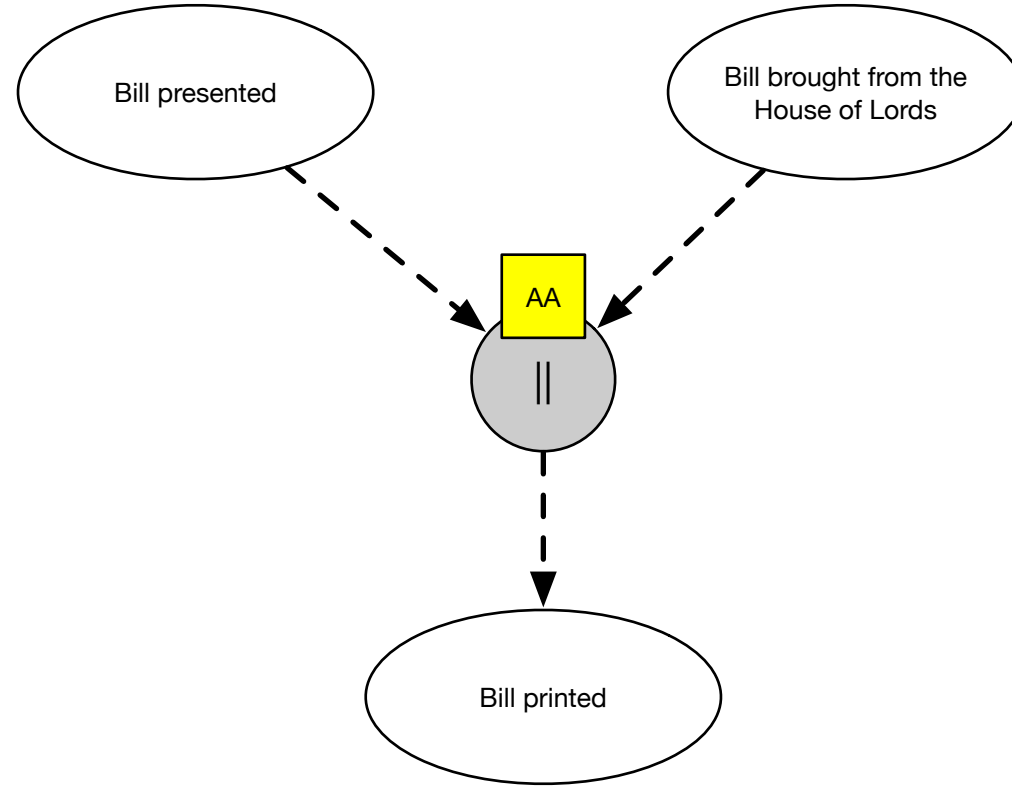 Bill presented
Bill brought from the
House of Lords
AA
||
Bill printed